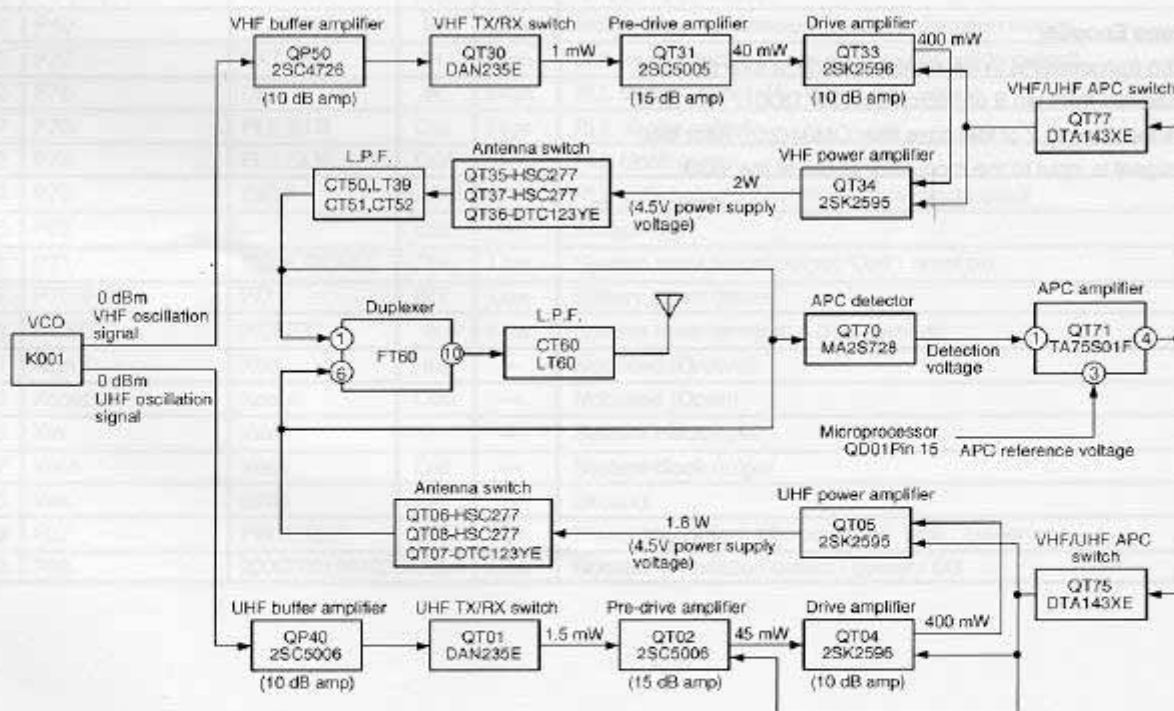 VHF buffer amplifier
QP50
2SC4726
(10 dB amp)
VHF TX/RX switch
QT30
DAN235E
1 mW
Pre-drive amplifier
QT31
2SC5005
(15 dB amp)
40 mW
Drive amplifier
QT33
2SK2596
(10 dB amp)
400 mW
VHF/UHF APC switch
QT77
DTA143XE
L.P.F.
CT50,LT39
CT51,CT52
Antenna switch
QT35-HSC277
QT37-HSC277
QT36-DTC123YE
2W
(4.5V power supply
voltage)
VHF power amplifier
QT34
2SK2595
VCO
K001
0 dBm
VHF oscillation
signal
0 dBm
UHF oscillation
signal
Duplexer
1
6
FT60
10
L.P.F.
CT60
LT60
APC detector
QT70
MA2S728
Detection
voltage
APC amplifier
1
QT71
TA75S01F
4
3
Microprocessor
QD01Pin 15
APC reference voltage
Antenna switch
QT06-HSC277
QT08-HSC277
QT07-DTC123YE
1.6 W
(4.5V power supply
voltage)
UHF power amplifier
QT05
2SK2595
VHF/UHF APC
switch
QT75
DTA143XE
UHF buffer amplifier
QP40
2SC5006
(10 dB amp)
UHF TX/RX switch
QT01
DAN235E
1.5 mW
Pre-drive amplifier
QT02
2SC5006
(15 dB amp)
45 mW
Drive amplifier
QT04
2SK2596
(10 dB amp)
400 mW